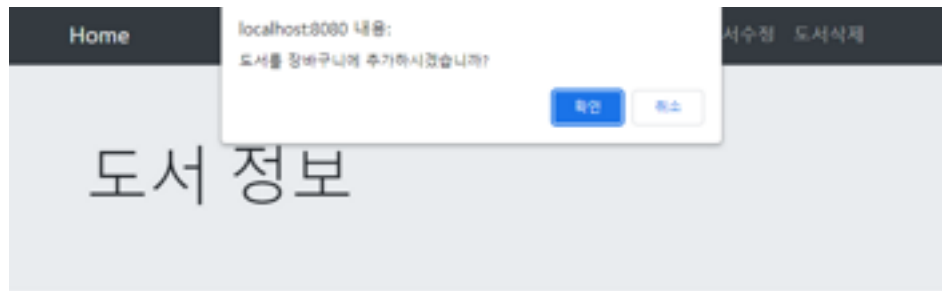 Home
localhost:8080 내용:
도서를 장바구니에 추가하시겠습니까?
서수정 도서삭제
확인 취소
도서 정보